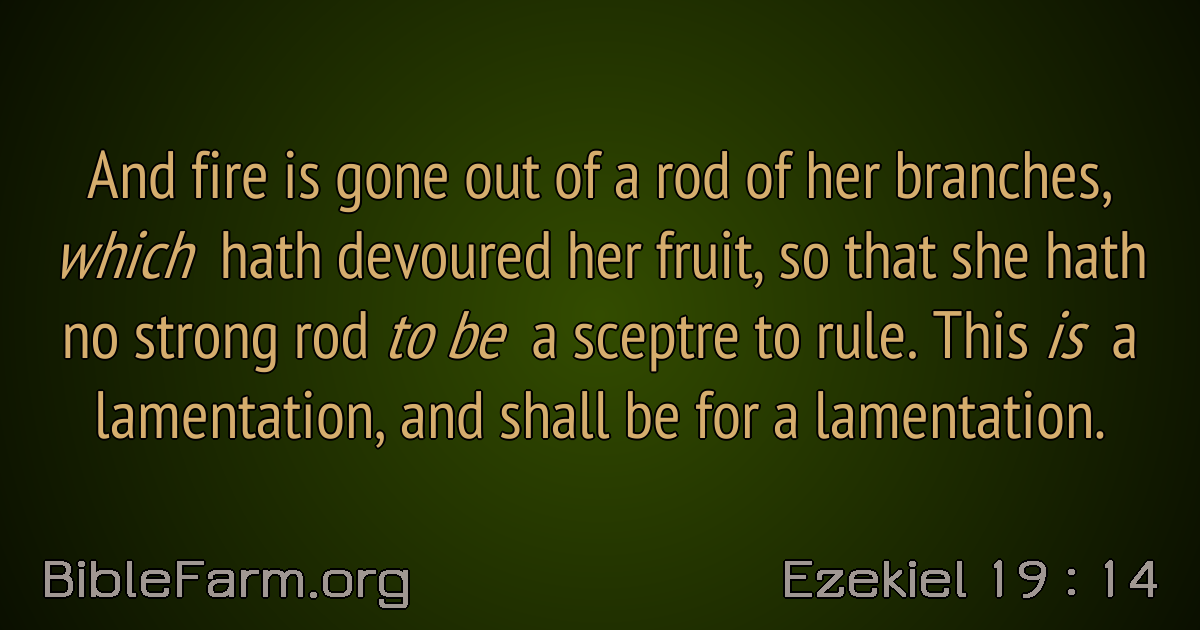 And fire is gone out of a rod of her branches,
which hath devoured her fruit, so that she hath
no strong rod to be a sceptre to rule. This is a
lamentation, and shall be for a lamentation.
BibleFarm.org
Ezekiel 19 : 14